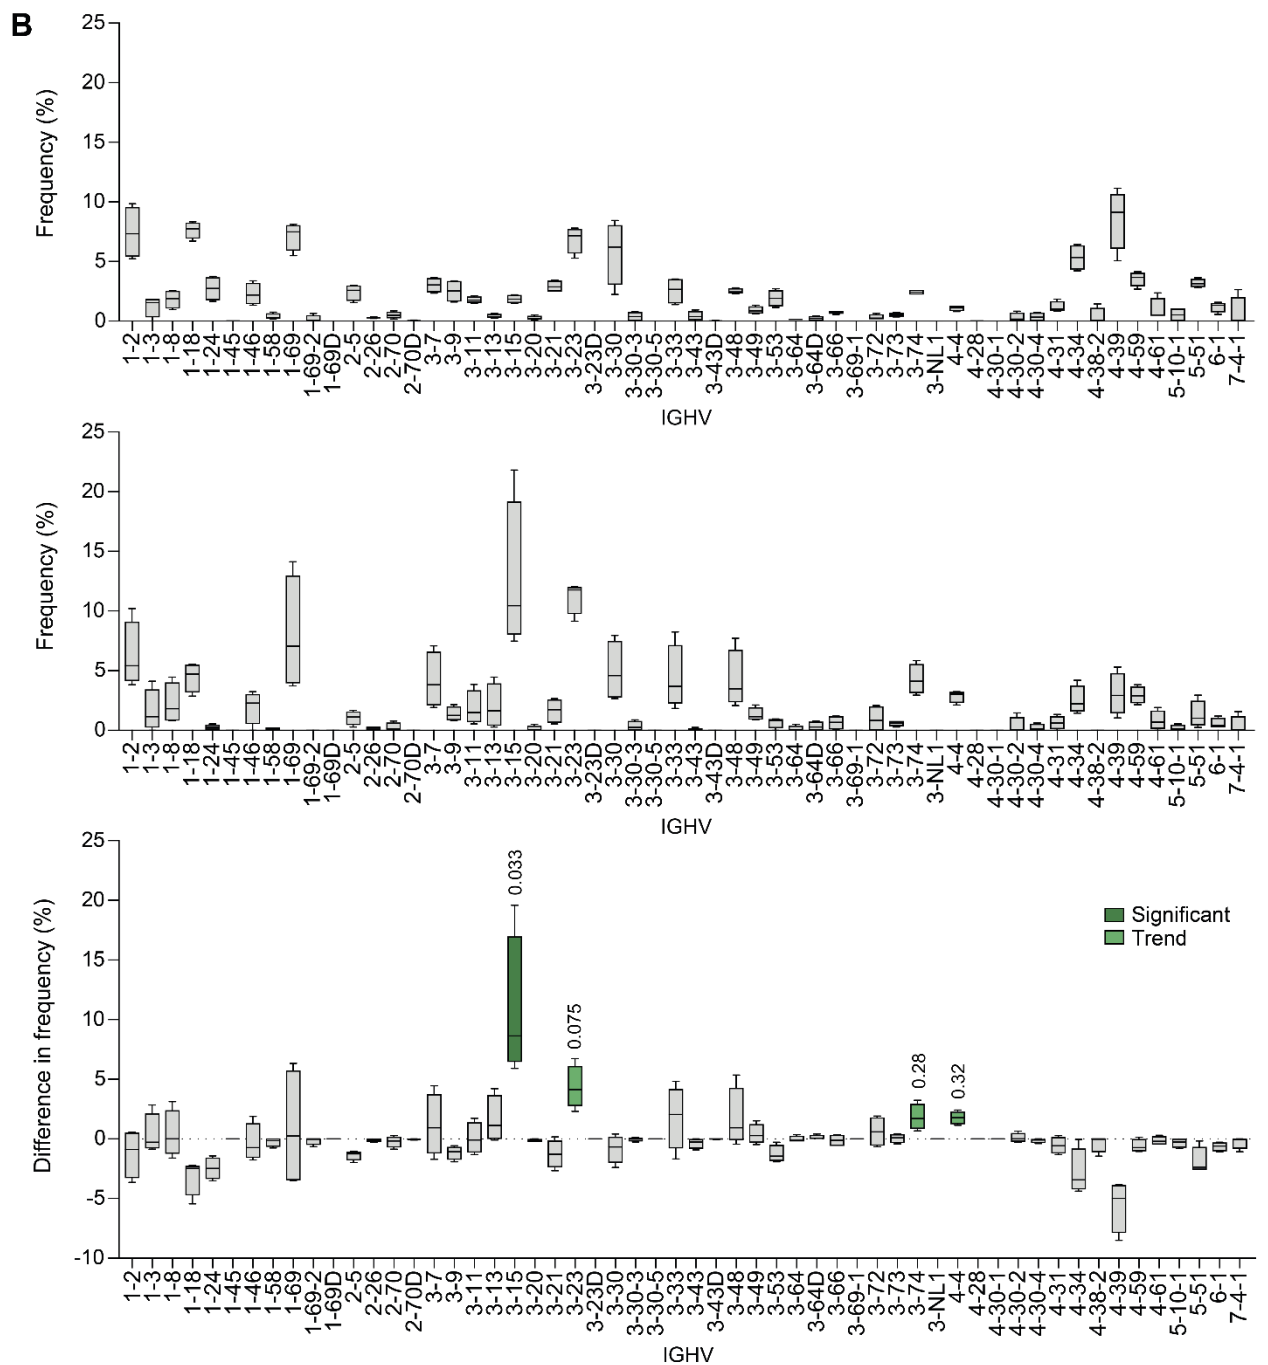 B
25
20
15
10
5
0
Frequency (%)
1-2 1-3 1-8 1-18 1-24 1-45 1-46 1-58 1-69 1-69-2 1-69D 2-5 2-26 2-70 2-70D 3-7 3-9 3-11 3-13 3-15 3-20 3-21 3-23 3-23D 3-30 3-30-3 3-30-5 3-33 3-43 3-43D 3-48 3-49 3-53 3-64 3-64D 3-66 3-69-1 3-72 3-73 3-74 3-NL1 4-4 4-28 4-30-1 4-30-2 4-30-4 4-31 4-34 4-38-2 4-39 4-59 4-61 5-10-1 5-51 6-1 7-4-1
IGHV
25
20
15
10
5
0
Frequency (%)
1-2 1-3 1-8 1-18 1-24 1-45 1-46 1-58 1-69 1-69-2 1-69D 2-5 2-26 2-70 2-70D 3-7 3-9 3-11 3-13 3-15 3-20 3-21 3-23 3-23D 3-30 3-30-3 3-30-5 3-33 3-43 3-43D 3-48 3-49 3-53 3-64 3-64D 3-66 3-69-1 3-72 3-73 3-74 3-NL1 4-4 4-28 4-30-1 4-30-2 4-30-4 4-31 4-34 4-38-2 4-39 4-59 4-61 5-10-1 5-51 6-1 7-4-1
IGHV
25
20
15
10
5
0
-5
-10
Difference in frequency (%)
0.033
0.075
0.28
0.32
Significant
Trend
1-2 1-3 1-8 1-18 1-24 1-45 1-46 1-58 1-69 1-69-2 1-69D 2-5 2-26 2-70 2-70D 3-7 3-9 3-11 3-13 3-15 3-20 3-21 3-23 3-23D 3-30 3-30-3 3-30-5 3-33 3-43 3-43D 3-48 3-49 3-53 3-64 3-64D 3-66 3-69-1 3-72 3-73 3-74 3-NL1 4-4 4-28 4-30-1 4-30-2 4-30-4 4-31 4-34 4-38-2 4-39 4-59 4-61 5-10-1 5-51 6-1 7-4-1
IGHV